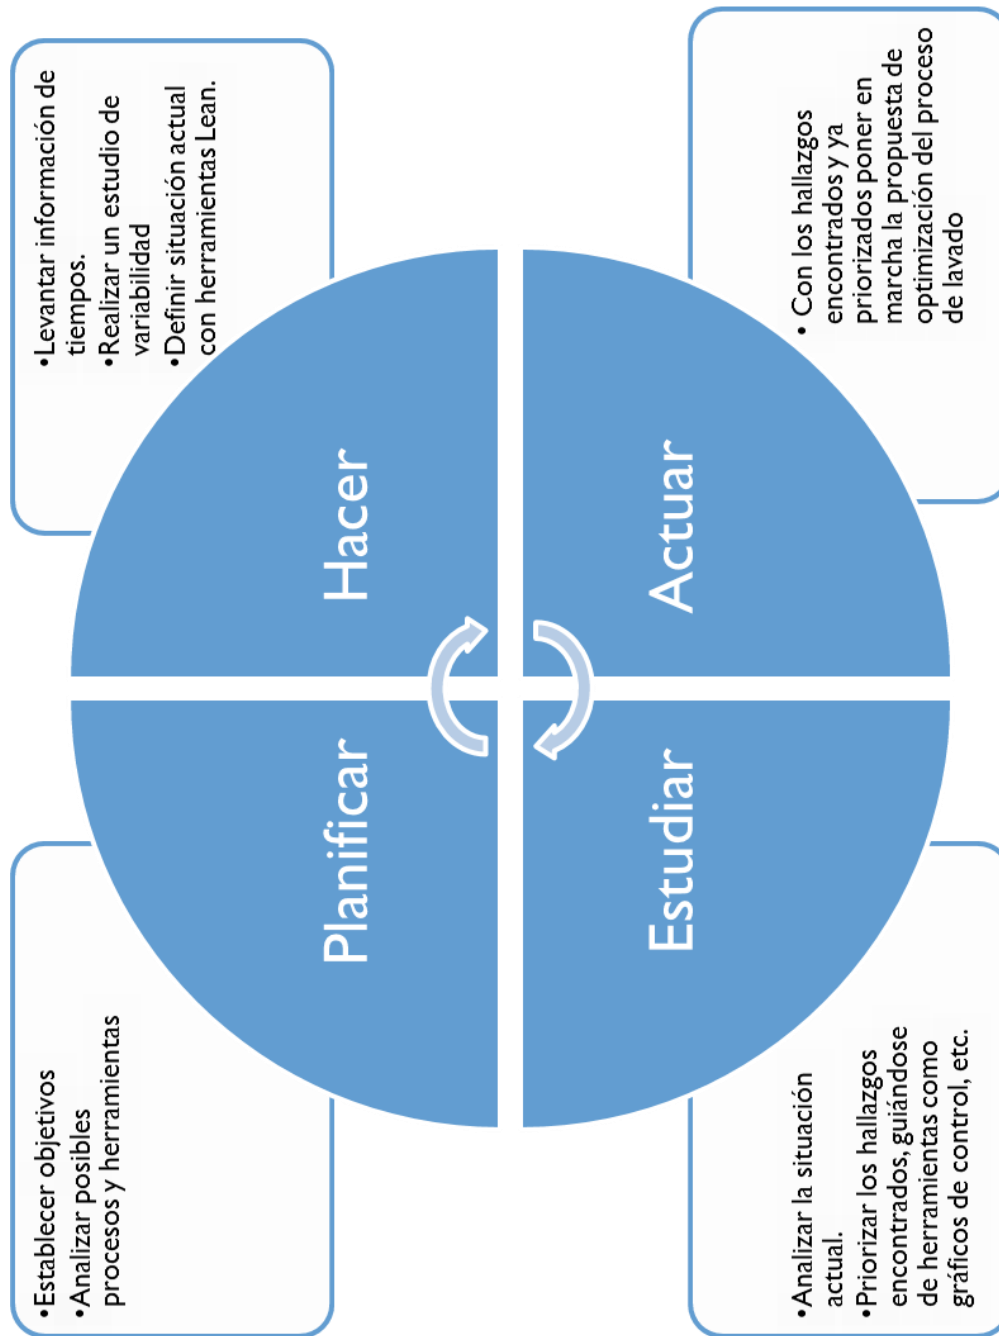 •Establecer objetivos
•Analizar posibles
procesos y herramientas
Planificar
•Levantar información de
tiempos.
•Realizar un estudio de
variabilidad
•Definir situación actual
con herramientas Lean.
Hacer
•Analizar la situación
actual.
•Priorizar los hallazgos
encontrados, guiándose
de herramientas como
gráficos de control, etc.
Estudiar
• Con los hallazgos
encontrados y ya
priorizados poner en
marcha la propuesta de
optimización del proceso
de lavado
Actuar